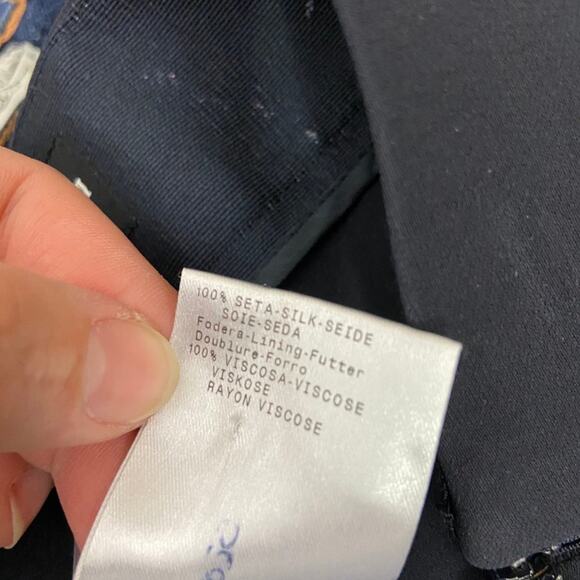 100% SETA-SILK-SEIDE
SOIE-SEDA
Fodera-Lining-Futter
Doublure-Forro
100% VISCOSA-VISCOSE
VISKOSE
RAYON VISCOSE